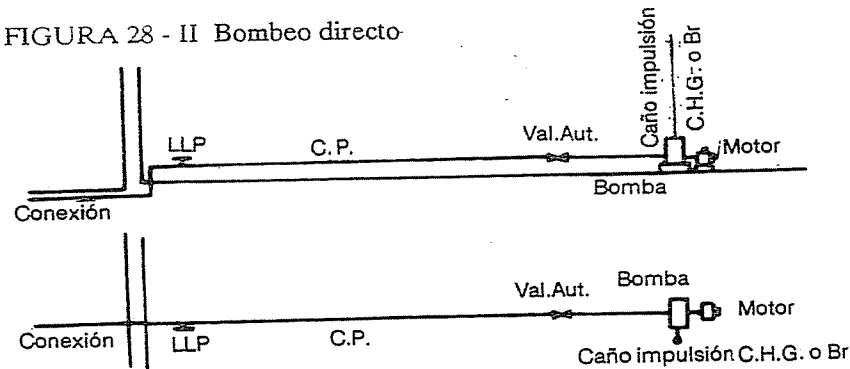 FIGURA 28 - II Bombeo directo
Caño impulsión
C.H.G. o Br
LLP
C.P.
Val.Aut.
Motor
Bomba
Conexión
Bomba
Val.Aut.
Motor
Conexión
LLP
C.P.
Caño impulsión C.H.G. o Br